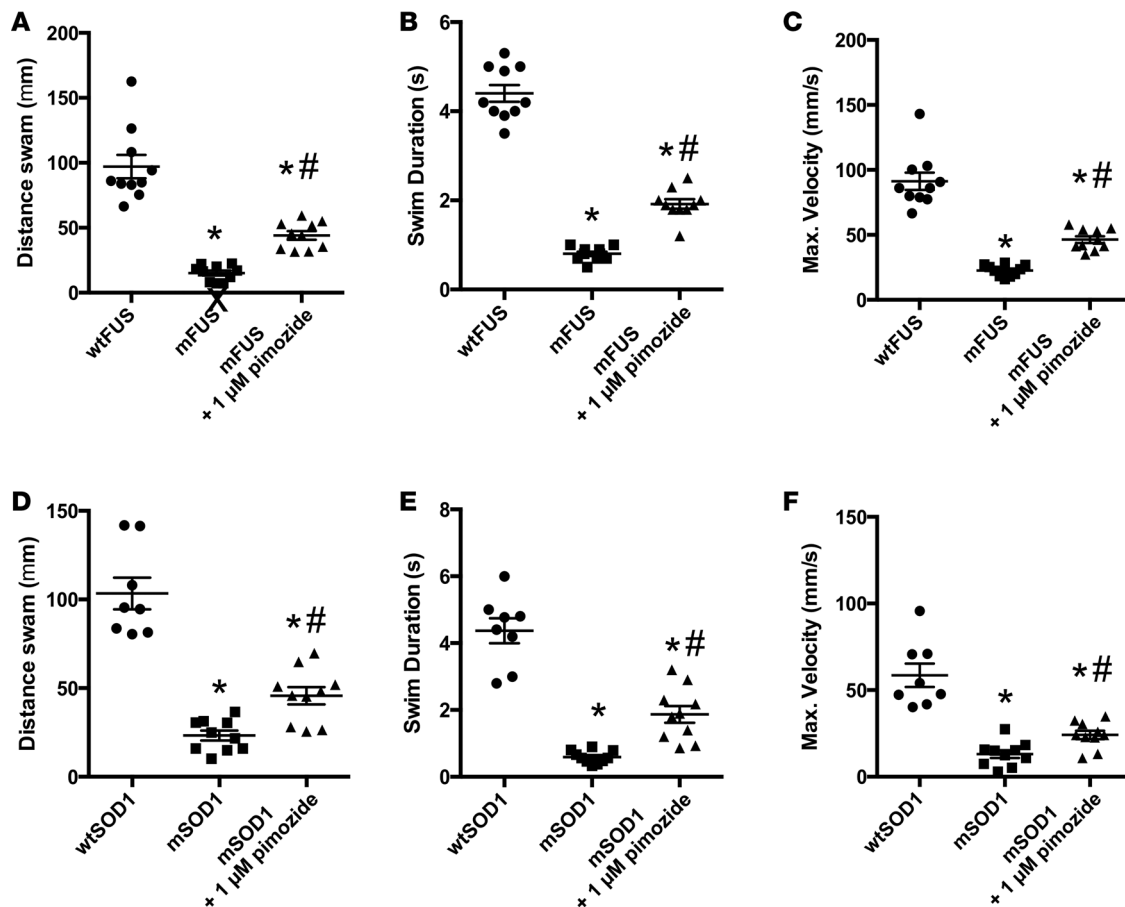 A
Distance swam (mm)
200
150
100
50
0
*
*#
wtFUS
mFUS
mFUS
+ 1 µM pimozide
B
Swim Duration (s)
6
4
2
0
*
*#
wtFUS
mFUS
mFUS
+ 1 µM pimozide
C
Max. Velocity (mm/s)
200
150
100
50
0
*
*#
wtFUS
mFUS
mFUS
+ 1 µM pimozide
D
Distance swam (mm)
150
100
50
0
*
*#
wtSOD1
mSOD1
mSOD1
+ 1 µM pimozide
E
Swim Duration (s)
8
6
4
2
0
*
*#
wtSOD1
mSOD1
mSOD1
+ 1 µM pimozide
F
Max. Velocity (mm/s)
150
100
50
0
*
*#
wtSOD1
mSOD1
mSOD1
+ 1 µM pimozide